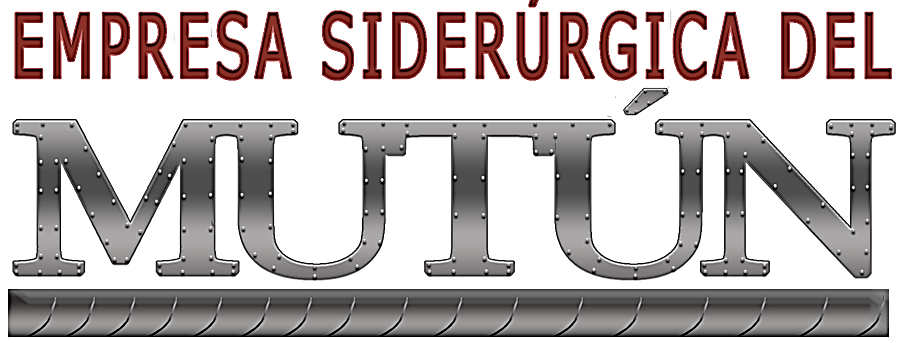 EMPRESA SIDERÚRGICA DEL
MUTÚN